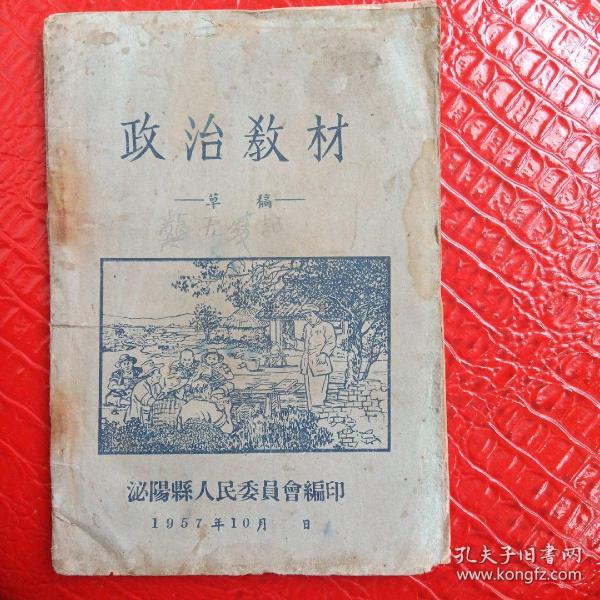 政治教材
—草 稿—
泌陽縣人民委員會編印
1957年10月 日
孔夫子旧书网
www.kongfz.com